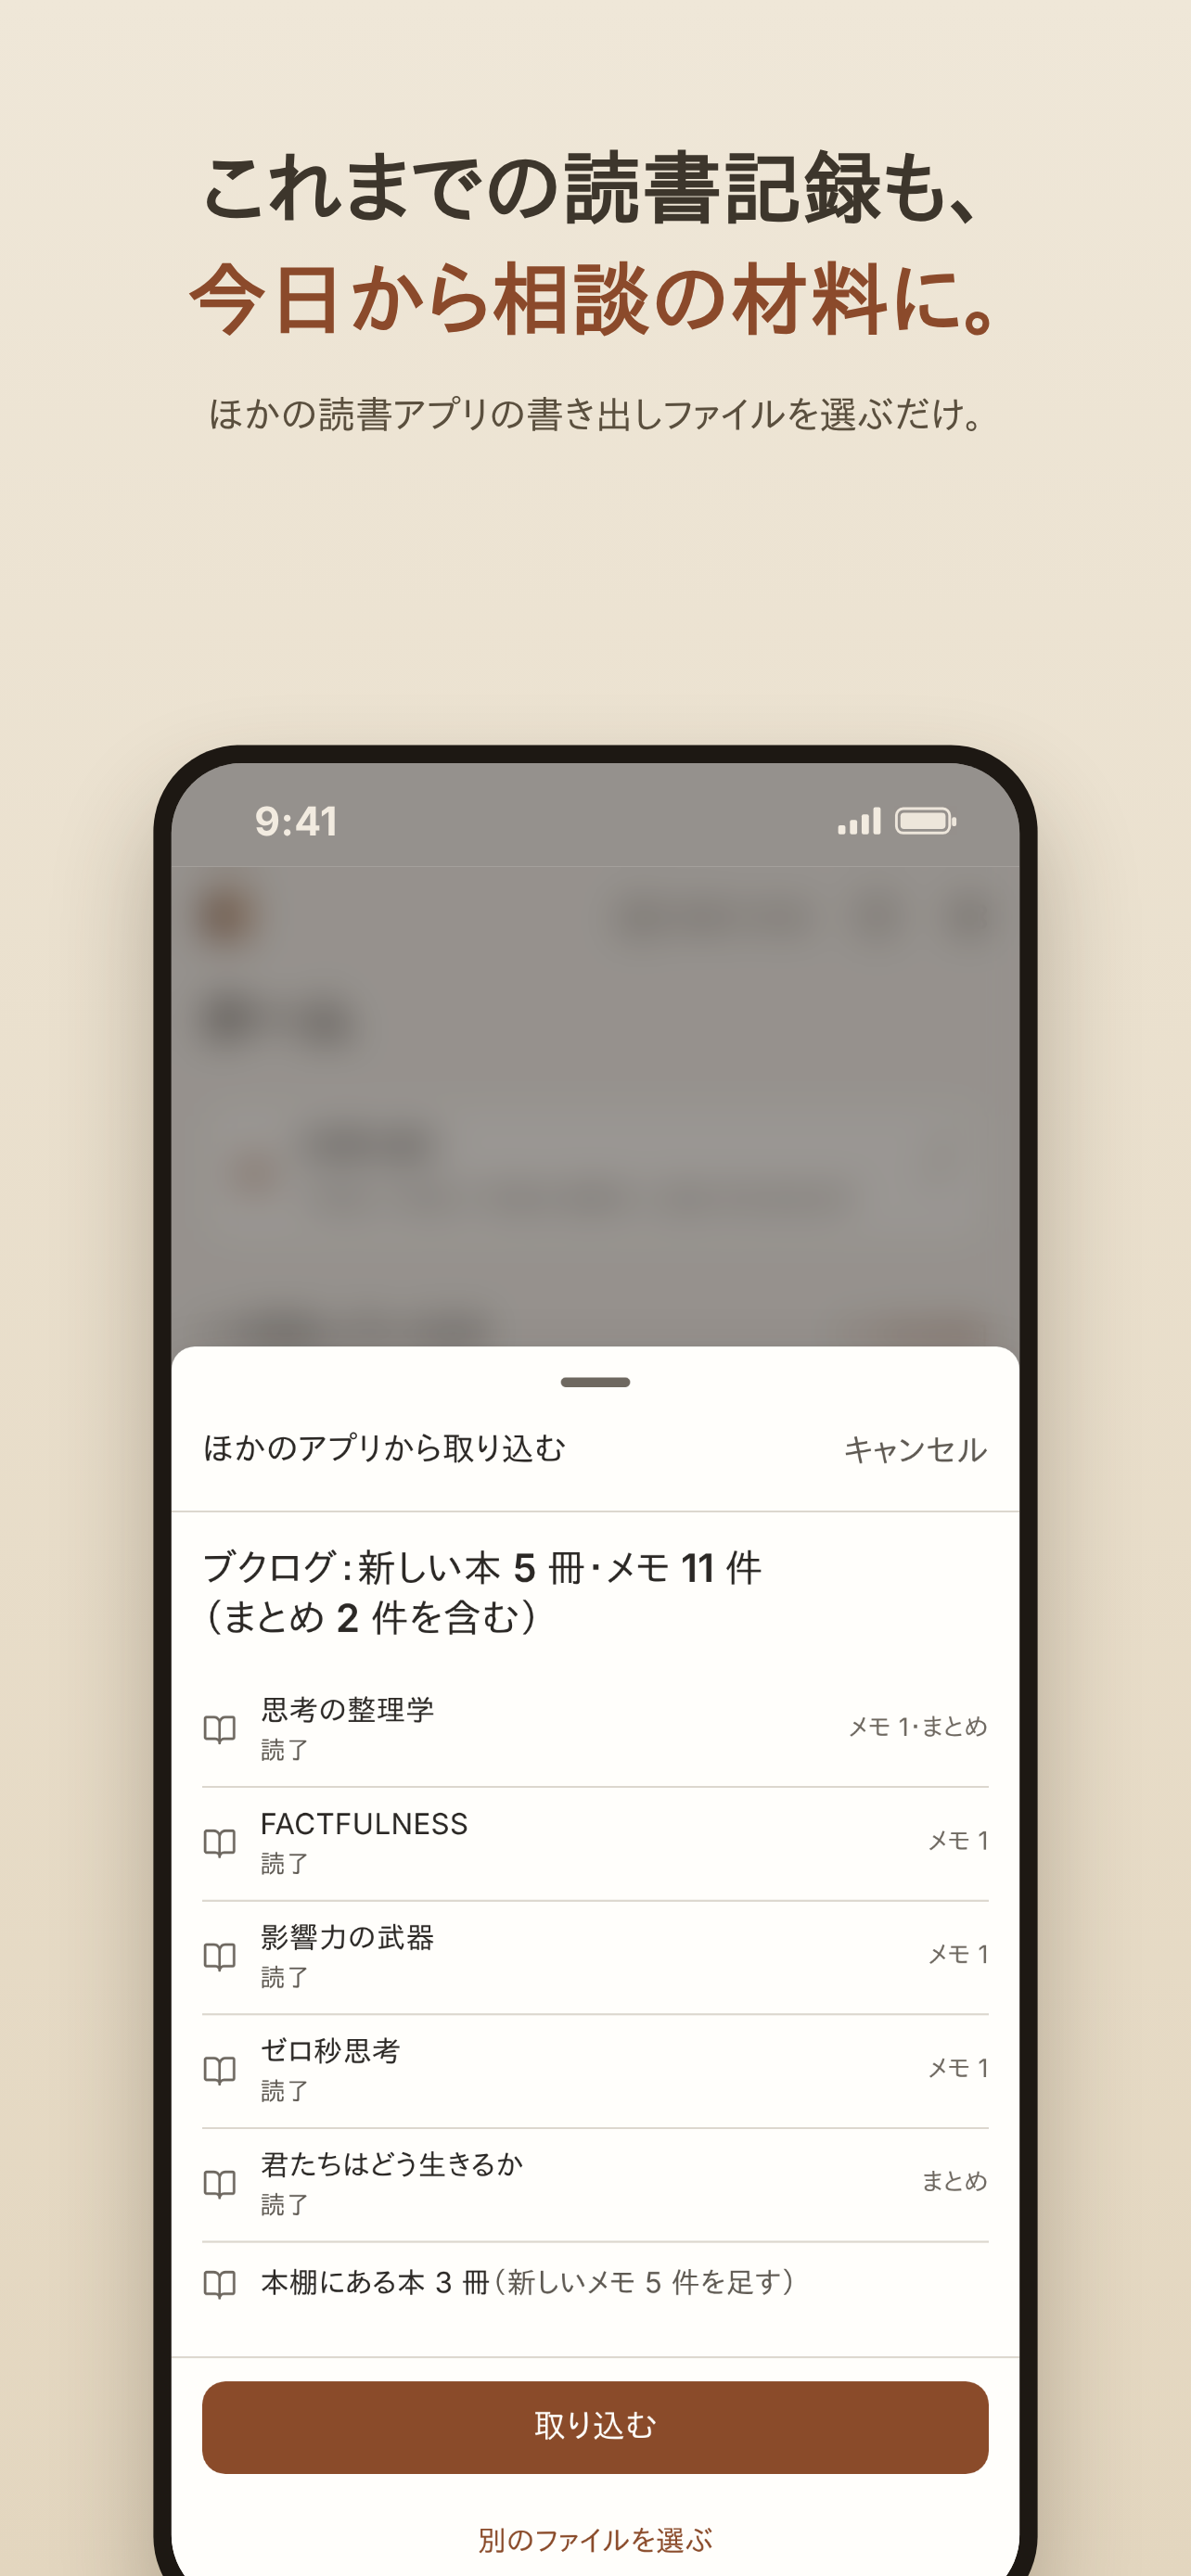 これまでの読書記録も、
今日から相談の材料に。
ほかの読書アプリの書き出しファイルを選ぶだけ。
9:41
ほかのアプリから取り込む キャンセル
ブクログ：新しい本 5 冊・メモ 11 件
（まとめ 2 件を含む）
思考の整理学
読了
メモ 1・まとめ
FACTFULNESS
読了
メモ 1
影響力の武器
読了
メモ 1
ゼロ秒思考
読了
メモ 1
君たちはどう生きるか
読了
まとめ
本棚にある本 3 冊（新しいメモ 5 件を足す）
取り込む
別のファイルを選ぶ